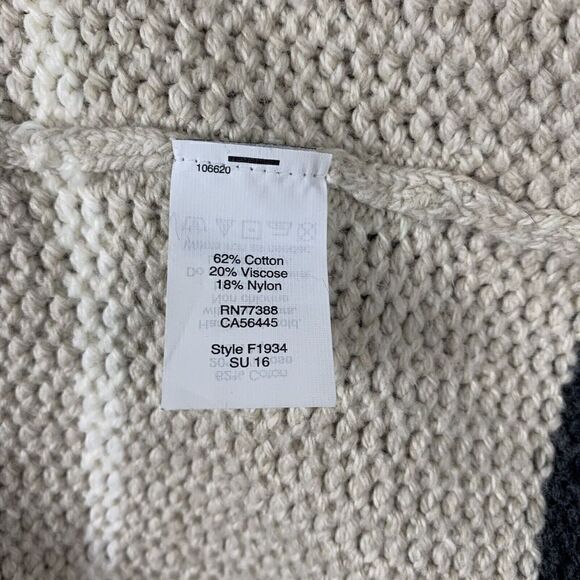 106620
62% Cotton
20% Viscose
18% Nylon
RN77388
CA56445
Style F1934
SU 16